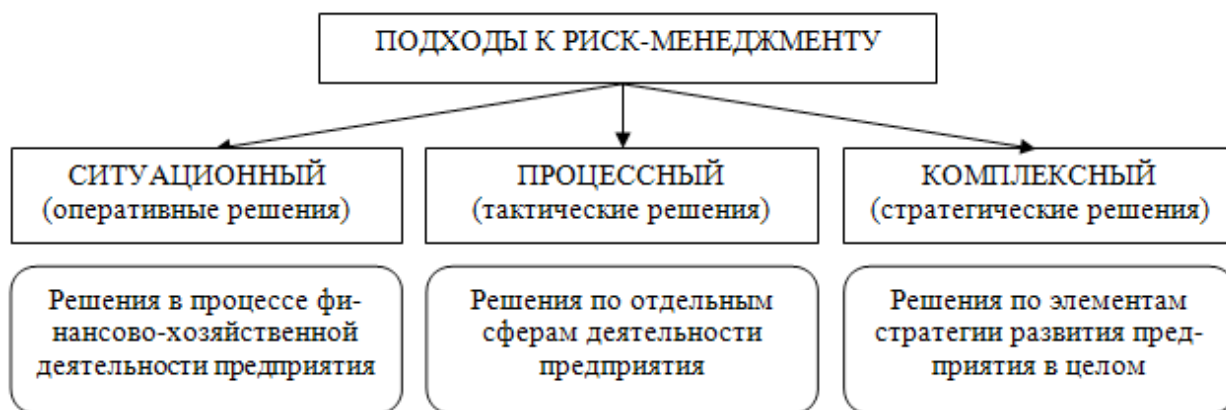 ПОДХОДЫ К РИСК-МЕНЕДЖМЕНТУ
СИТУАЦИОННЫЙ
(оперативные решения)
ПРОЦЕССНЫЙ
(тактические решения)
КОМПЛЕКСНЫЙ
(стратегические решения)
Решения в процессе фи-
нансово-хозяйственной
деятельности предприятия
Решения по отдельным
сферам деятельности
предприятия
Решения по элементам
стратегии развития пред-
приятия в целом